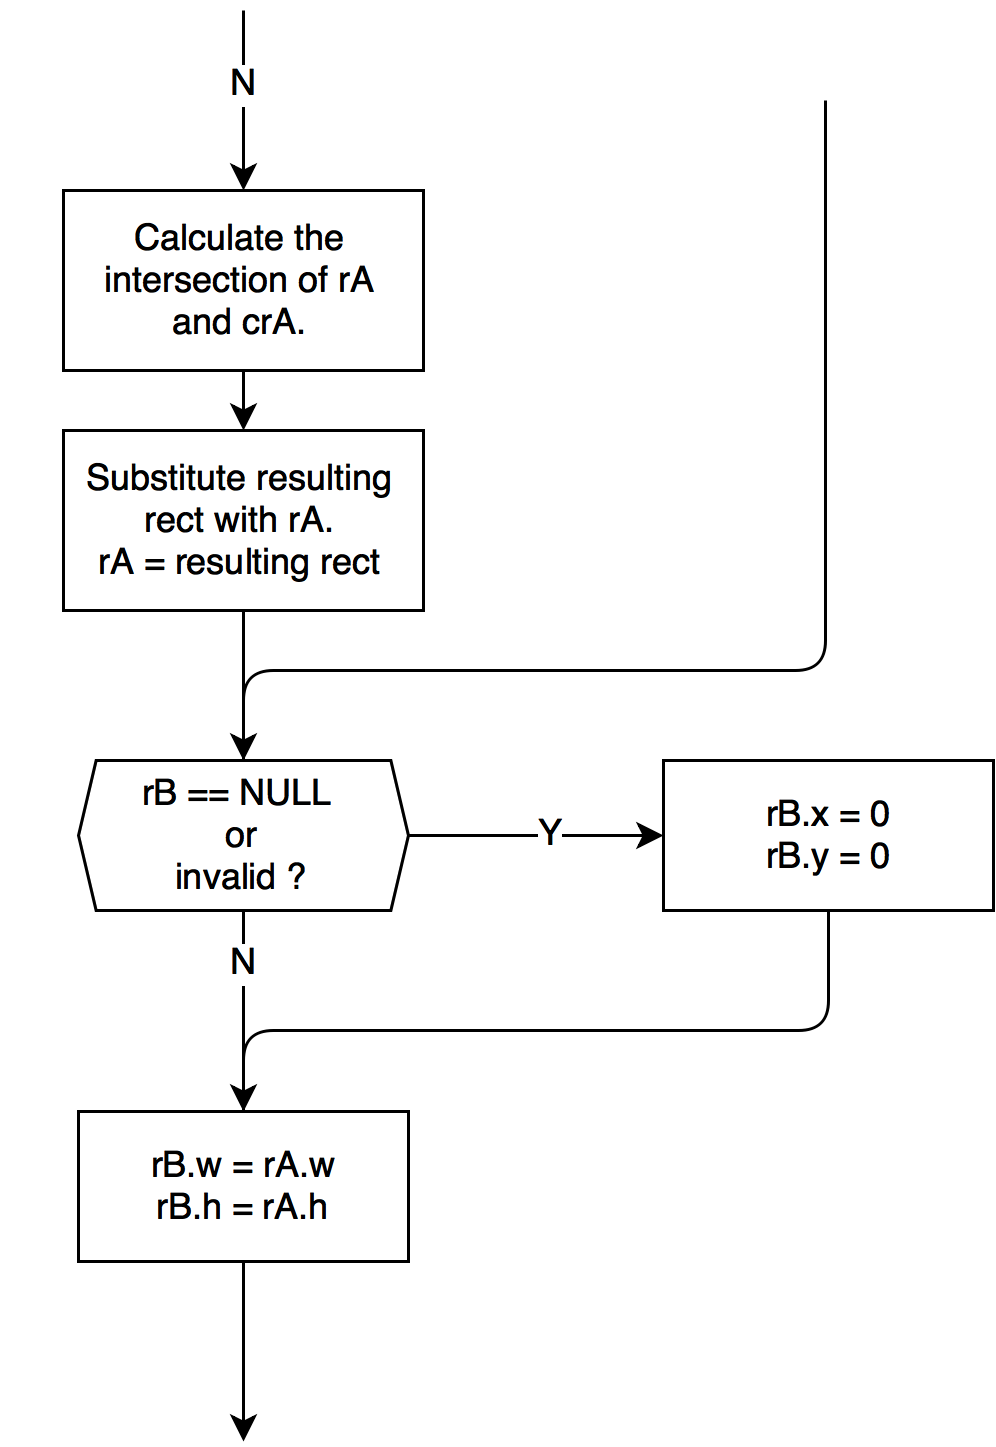 N
Calculate the
intersection of rA
and crA.
Substitute resulting
rect with rA.
rA = resulting rect
rB == NULL
or
invalid ?
Y
rB.x = 0
rB.y = 0
N
rB.w = rA.w
rB.h = rA.h